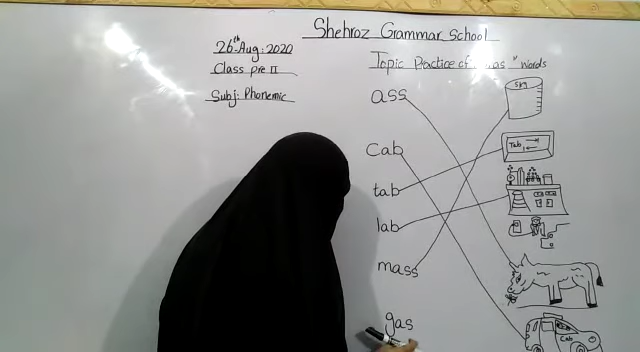 Shehroz Grammar School
26th Aug: 2020
Class pre II
Subj: Phonemic
Topic Practice of "as" words
ass
5kg
Cab
Tab
tab
lab
mass
gas
Cab